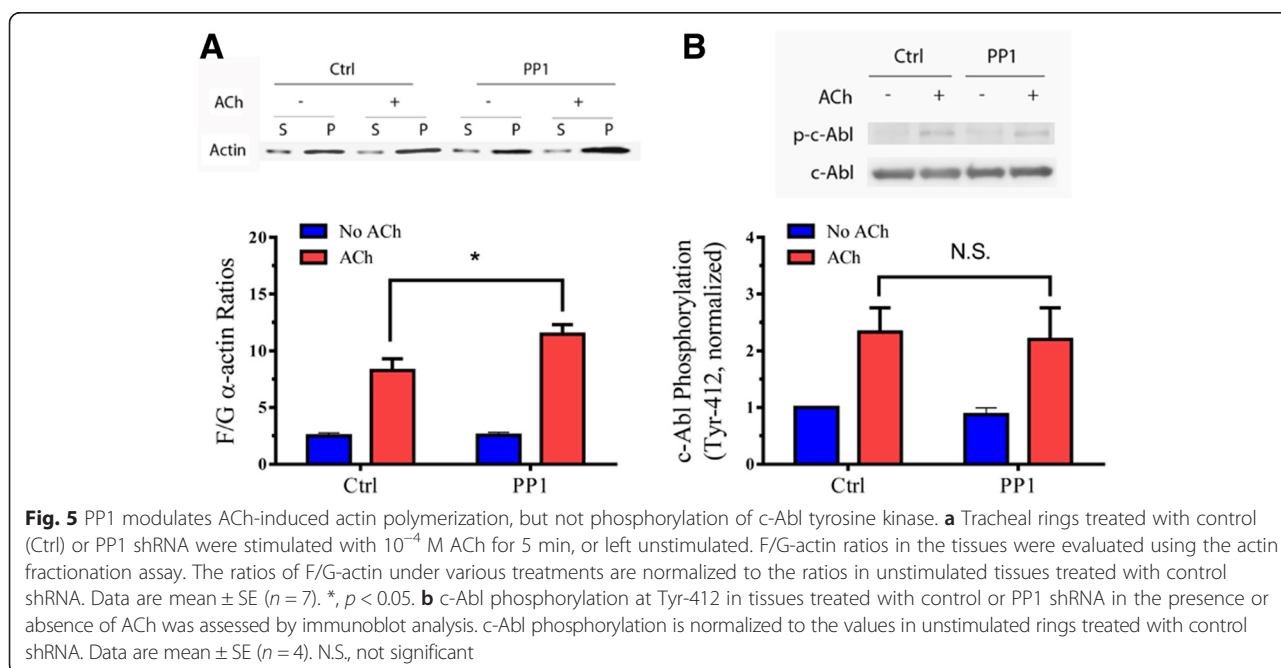 A
Ctrl PP1
ACh - + - +
S P S P S P S P
Actin
No ACh
ACh
*
20
15
10
5
0
F/G α-actin Ratios
Ctrl PP1
B
Ctrl PP1
ACh - + - +
p-c-Abl
c-Abl
No ACh
ACh
N.S.
4
3
2
1
0
c-Abl Phosphorylation
(Tyr-412, normalized)
Ctrl PP1
Fig. 5 PP1 modulates ACh-induced actin polymerization, but not phosphorylation of c-Abl tyrosine kinase. a Tracheal rings treated with control
(Ctrl) or PP1 shRNA were stimulated with 10⁻⁴ M ACh for 5 min, or left unstimulated. F/G-actin ratios in the tissues were evaluated using the actin
fractionation assay. The ratios of F/G-actin under various treatments are normalized to the ratios in unstimulated tissues treated with control
shRNA. Data are mean ± SE (n = 7). *, p < 0.05. b c-Abl phosphorylation at Tyr-412 in tissues treated with control or PP1 shRNA in the presence or
absence of ACh was assessed by immunoblot analysis. c-Abl phosphorylation is normalized to the values in unstimulated rings treated with control
shRNA. Data are mean ± SE (n = 4). N.S., not significant